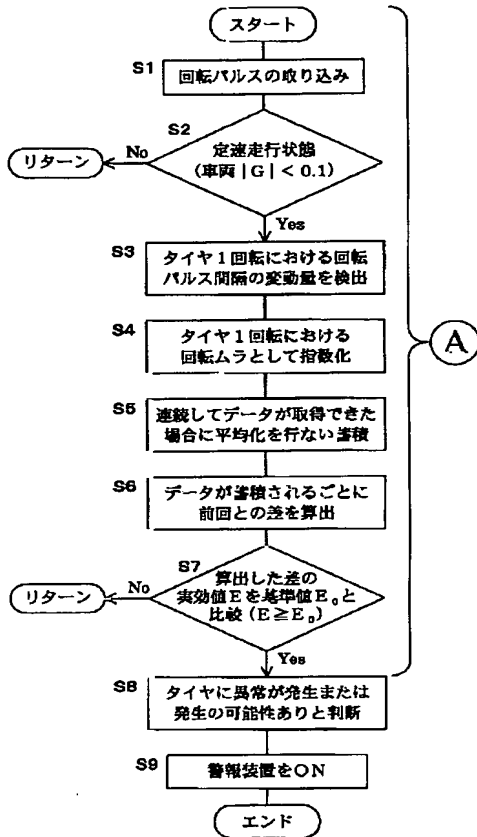 スタート
S1
回転パルスの取り込み
S2
定速走行状態
(車両|G|<0.1)
No
リターン
Yes
S3
タイヤ1回転における回転
パルス間隔の変動量を検出
S4
タイヤ1回転における
回転ムラとして指数化
A
S5
連続してデータが取得できた
場合に平均化を行ない蓄積
S6
データが蓄積されるごとに
前回との差を算出
S7
算出した差の
実効値Eを基準値E₀と
比較(E≧E₀)
No
リターン
Yes
S8
タイヤに異常が発生または
発生の可能性ありと判断
S9
警報装置をON
エンド